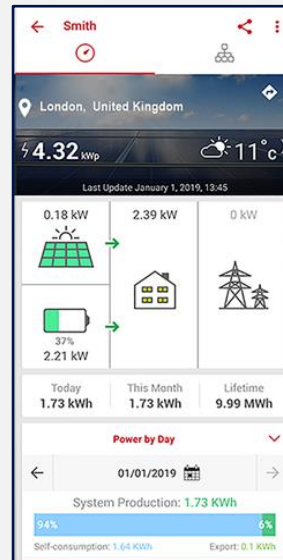 Smith
London, United Kingdom
4.32 kWp
11°c
Last Update January 1, 2019, 13:45
0.18 kW
2.39 kW
0 kW
37%
2.21 kW
Today
This Month
Lifetime
1.73 kWh
1.73 kWh
9.99 MWh
Power by Day
01/01/2019
System Production: 1.73 KWh
94%
6%
Self-consumption: 1.64 KWh
Export: 0.1 KWh